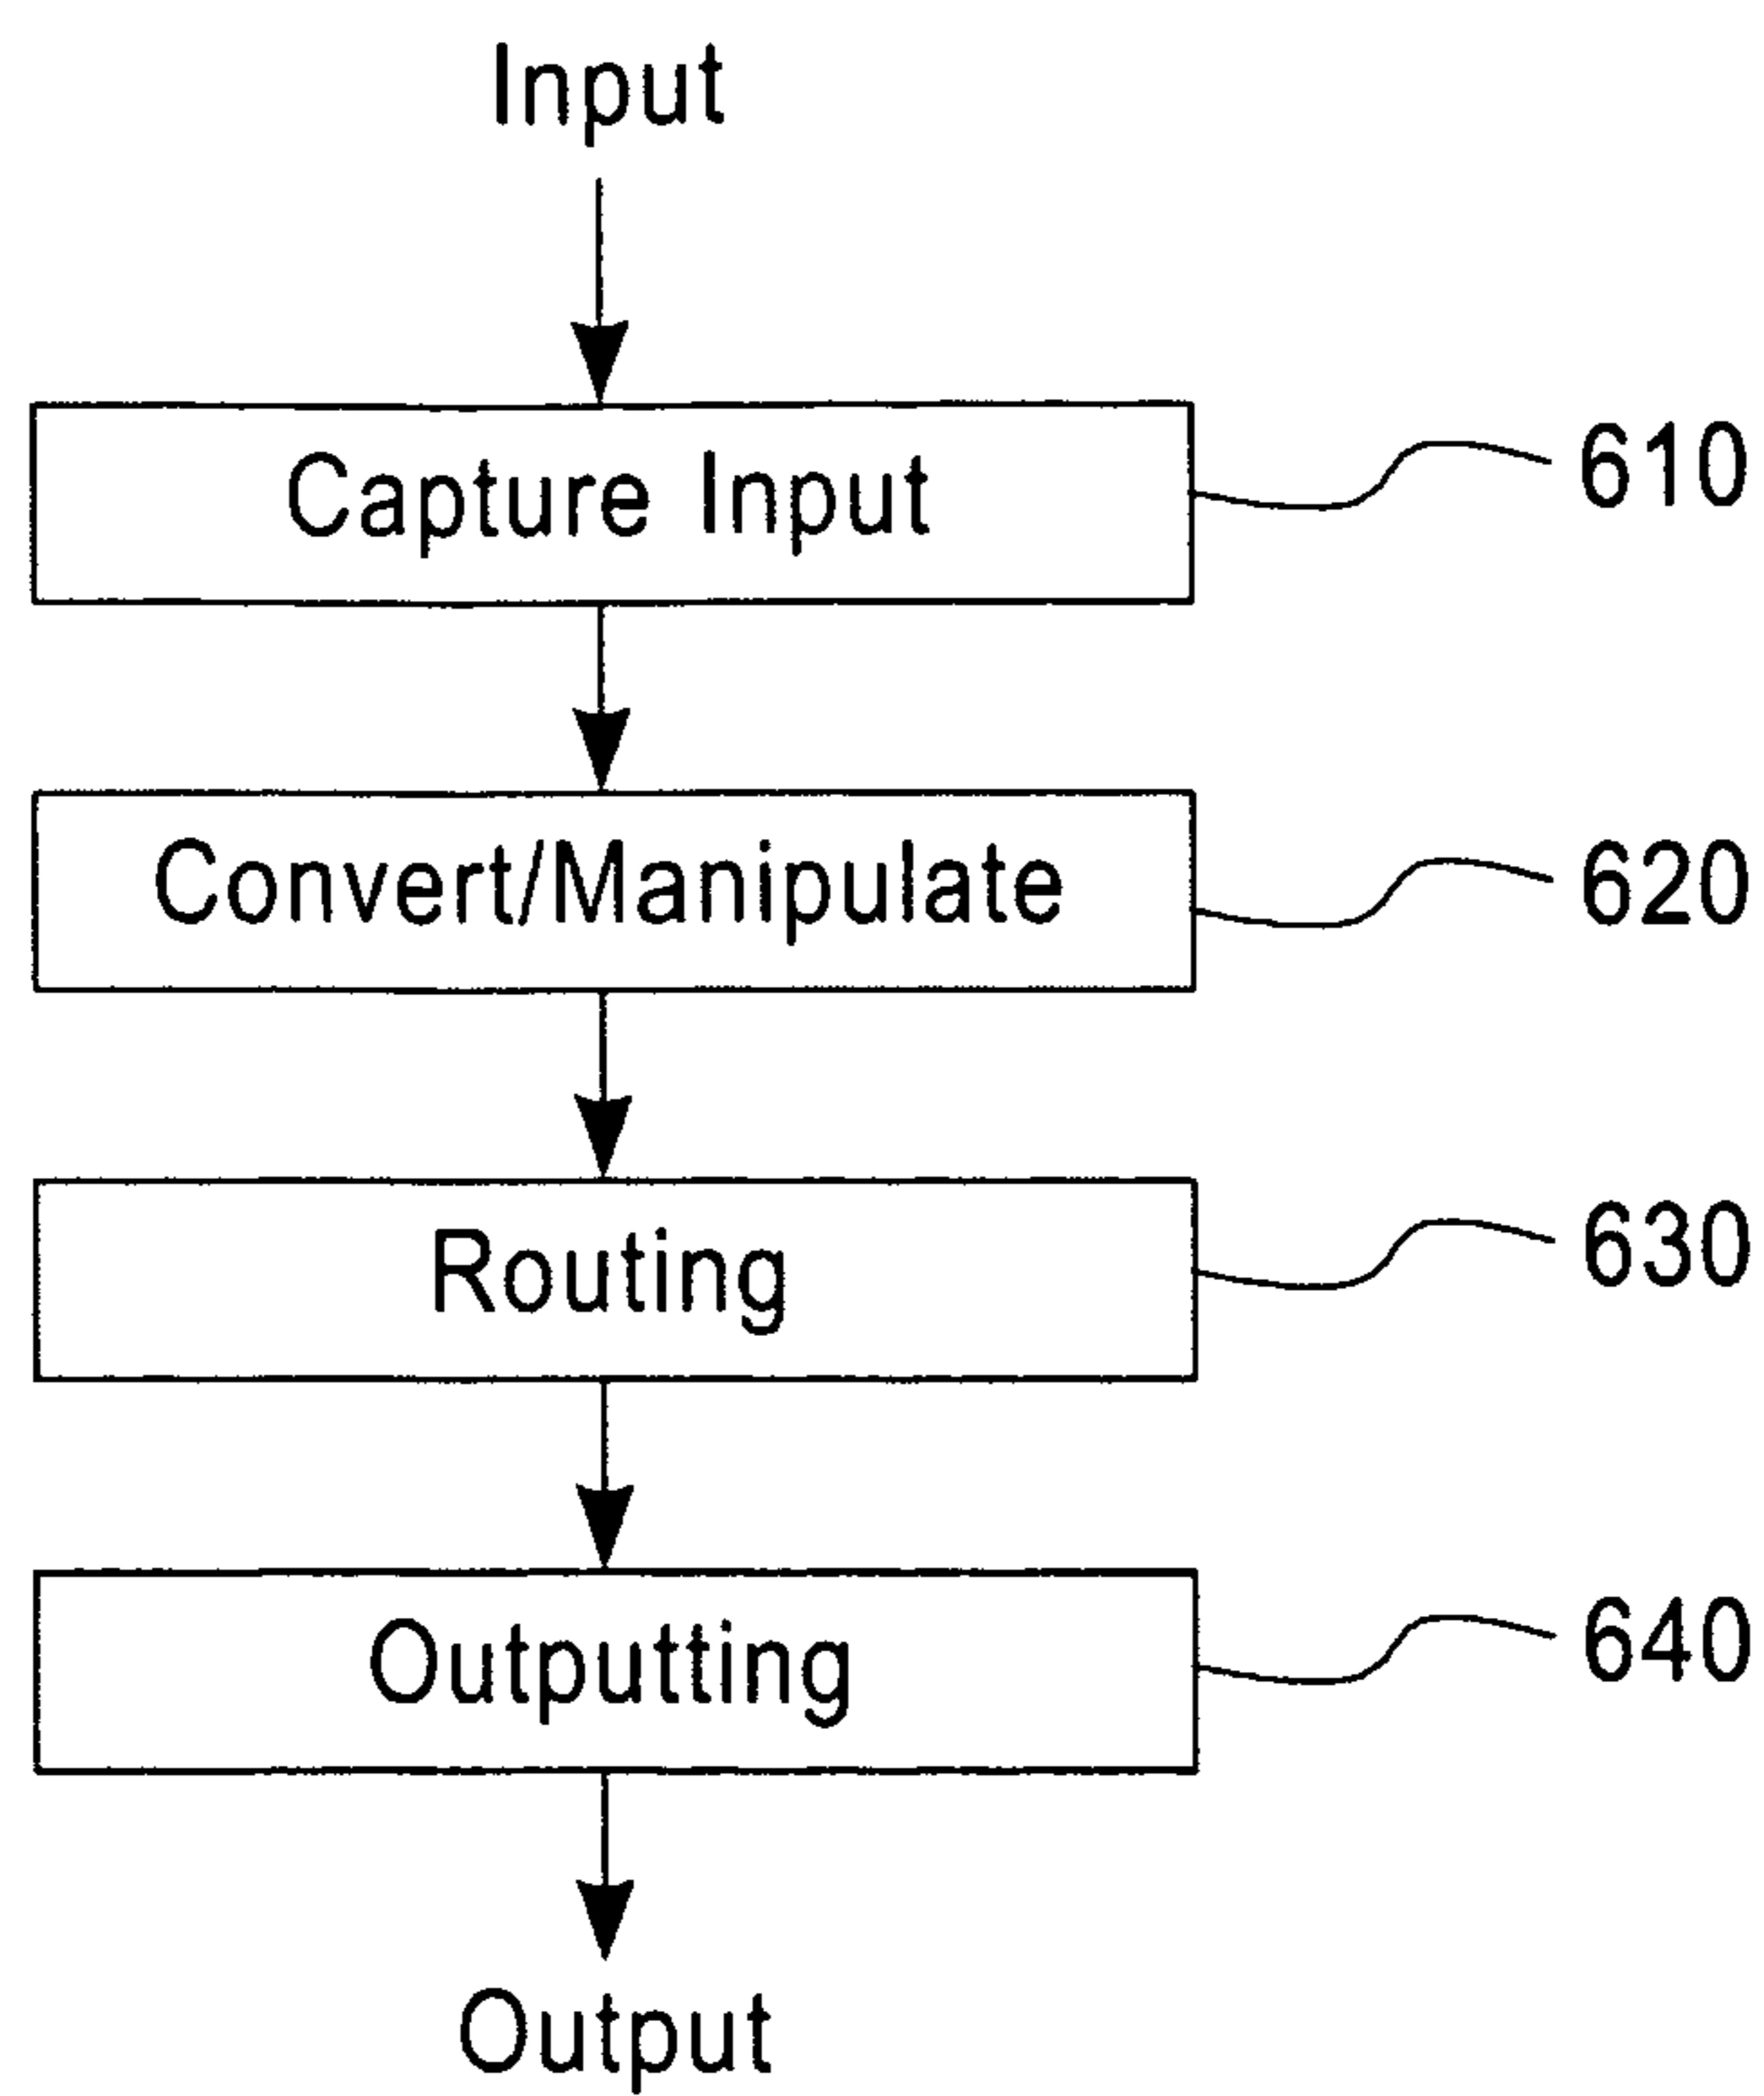 Input
Capture Input
610
Convert/Manipulate
620
Routing
630
Outputting
640
Output